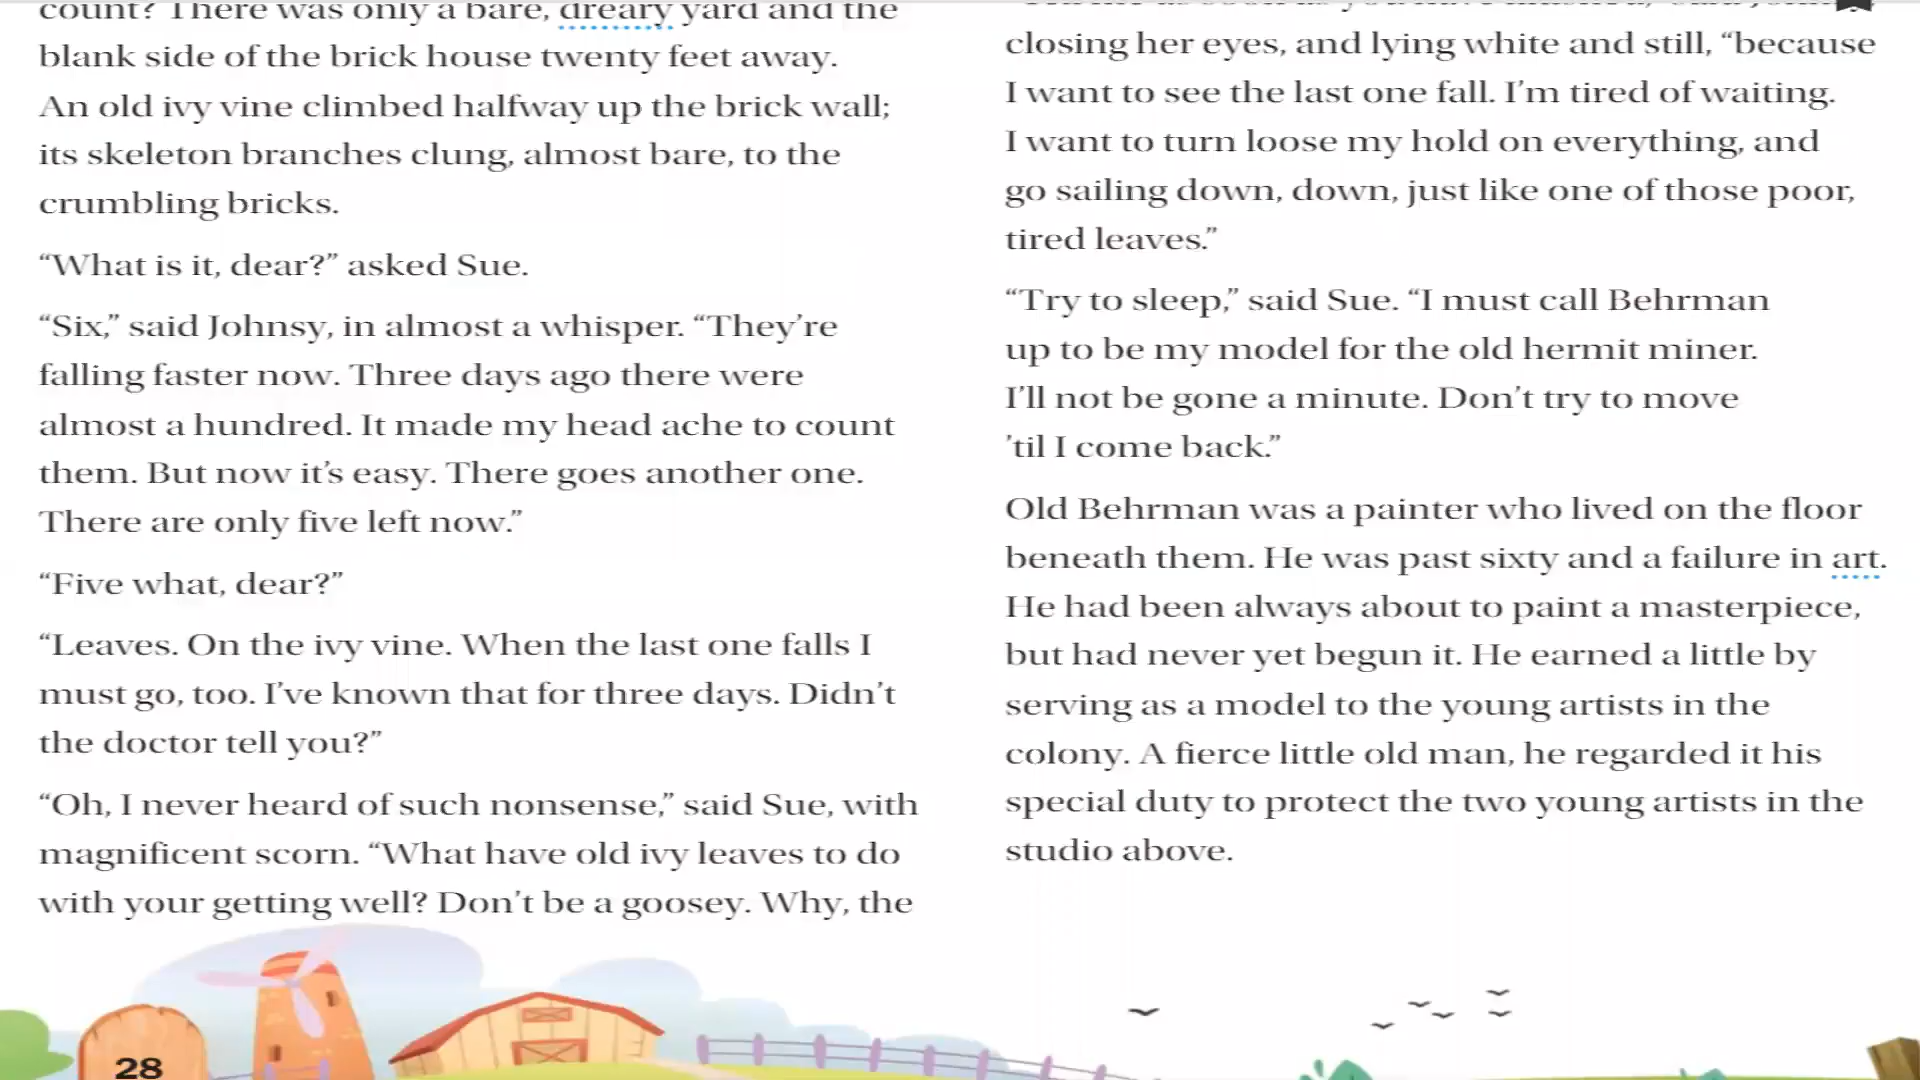 count? There was only a bare, dreary yard and the
blank side of the brick house twenty feet away.
An old ivy vine climbed halfway up the brick wall;
its skeleton branches clung, almost bare, to the
crumbling bricks.
“What is it, dear?” asked Sue.
“Six,” said Johnsy, in almost a whisper. “They’re
falling faster now. Three days ago there were
almost a hundred. It made my head ache to count
them. But now it’s easy. There goes another one.
There are only five left now.”
“Five what, dear?”
“Leaves. On the ivy vine. When the last one falls I
must go, too. I’ve known that for three days. Didn’t
the doctor tell you?”
“Oh, I never heard of such nonsense,” said Sue, with
magnificent scorn. “What have old ivy leaves to do
with your getting well? Don’t be a goosey. Why, the
closing her eyes, and lying white and still, “because
I want to see the last one fall. I’m tired of waiting.
I want to turn loose my hold on everything, and
go sailing down, down, just like one of those poor,
tired leaves.”
“Try to sleep,” said Sue. “I must call Behrman
up to be my model for the old hermit miner.
I’ll not be gone a minute. Don’t try to move
’til I come back.”
Old Behrman was a painter who lived on the floor
beneath them. He was past sixty and a failure in art.
He had been always about to paint a masterpiece,
but had never yet begun it. He earned a little by
serving as a model to the young artists in the
colony. A fierce little old man, he regarded it his
special duty to protect the two young artists in the
studio above.
28